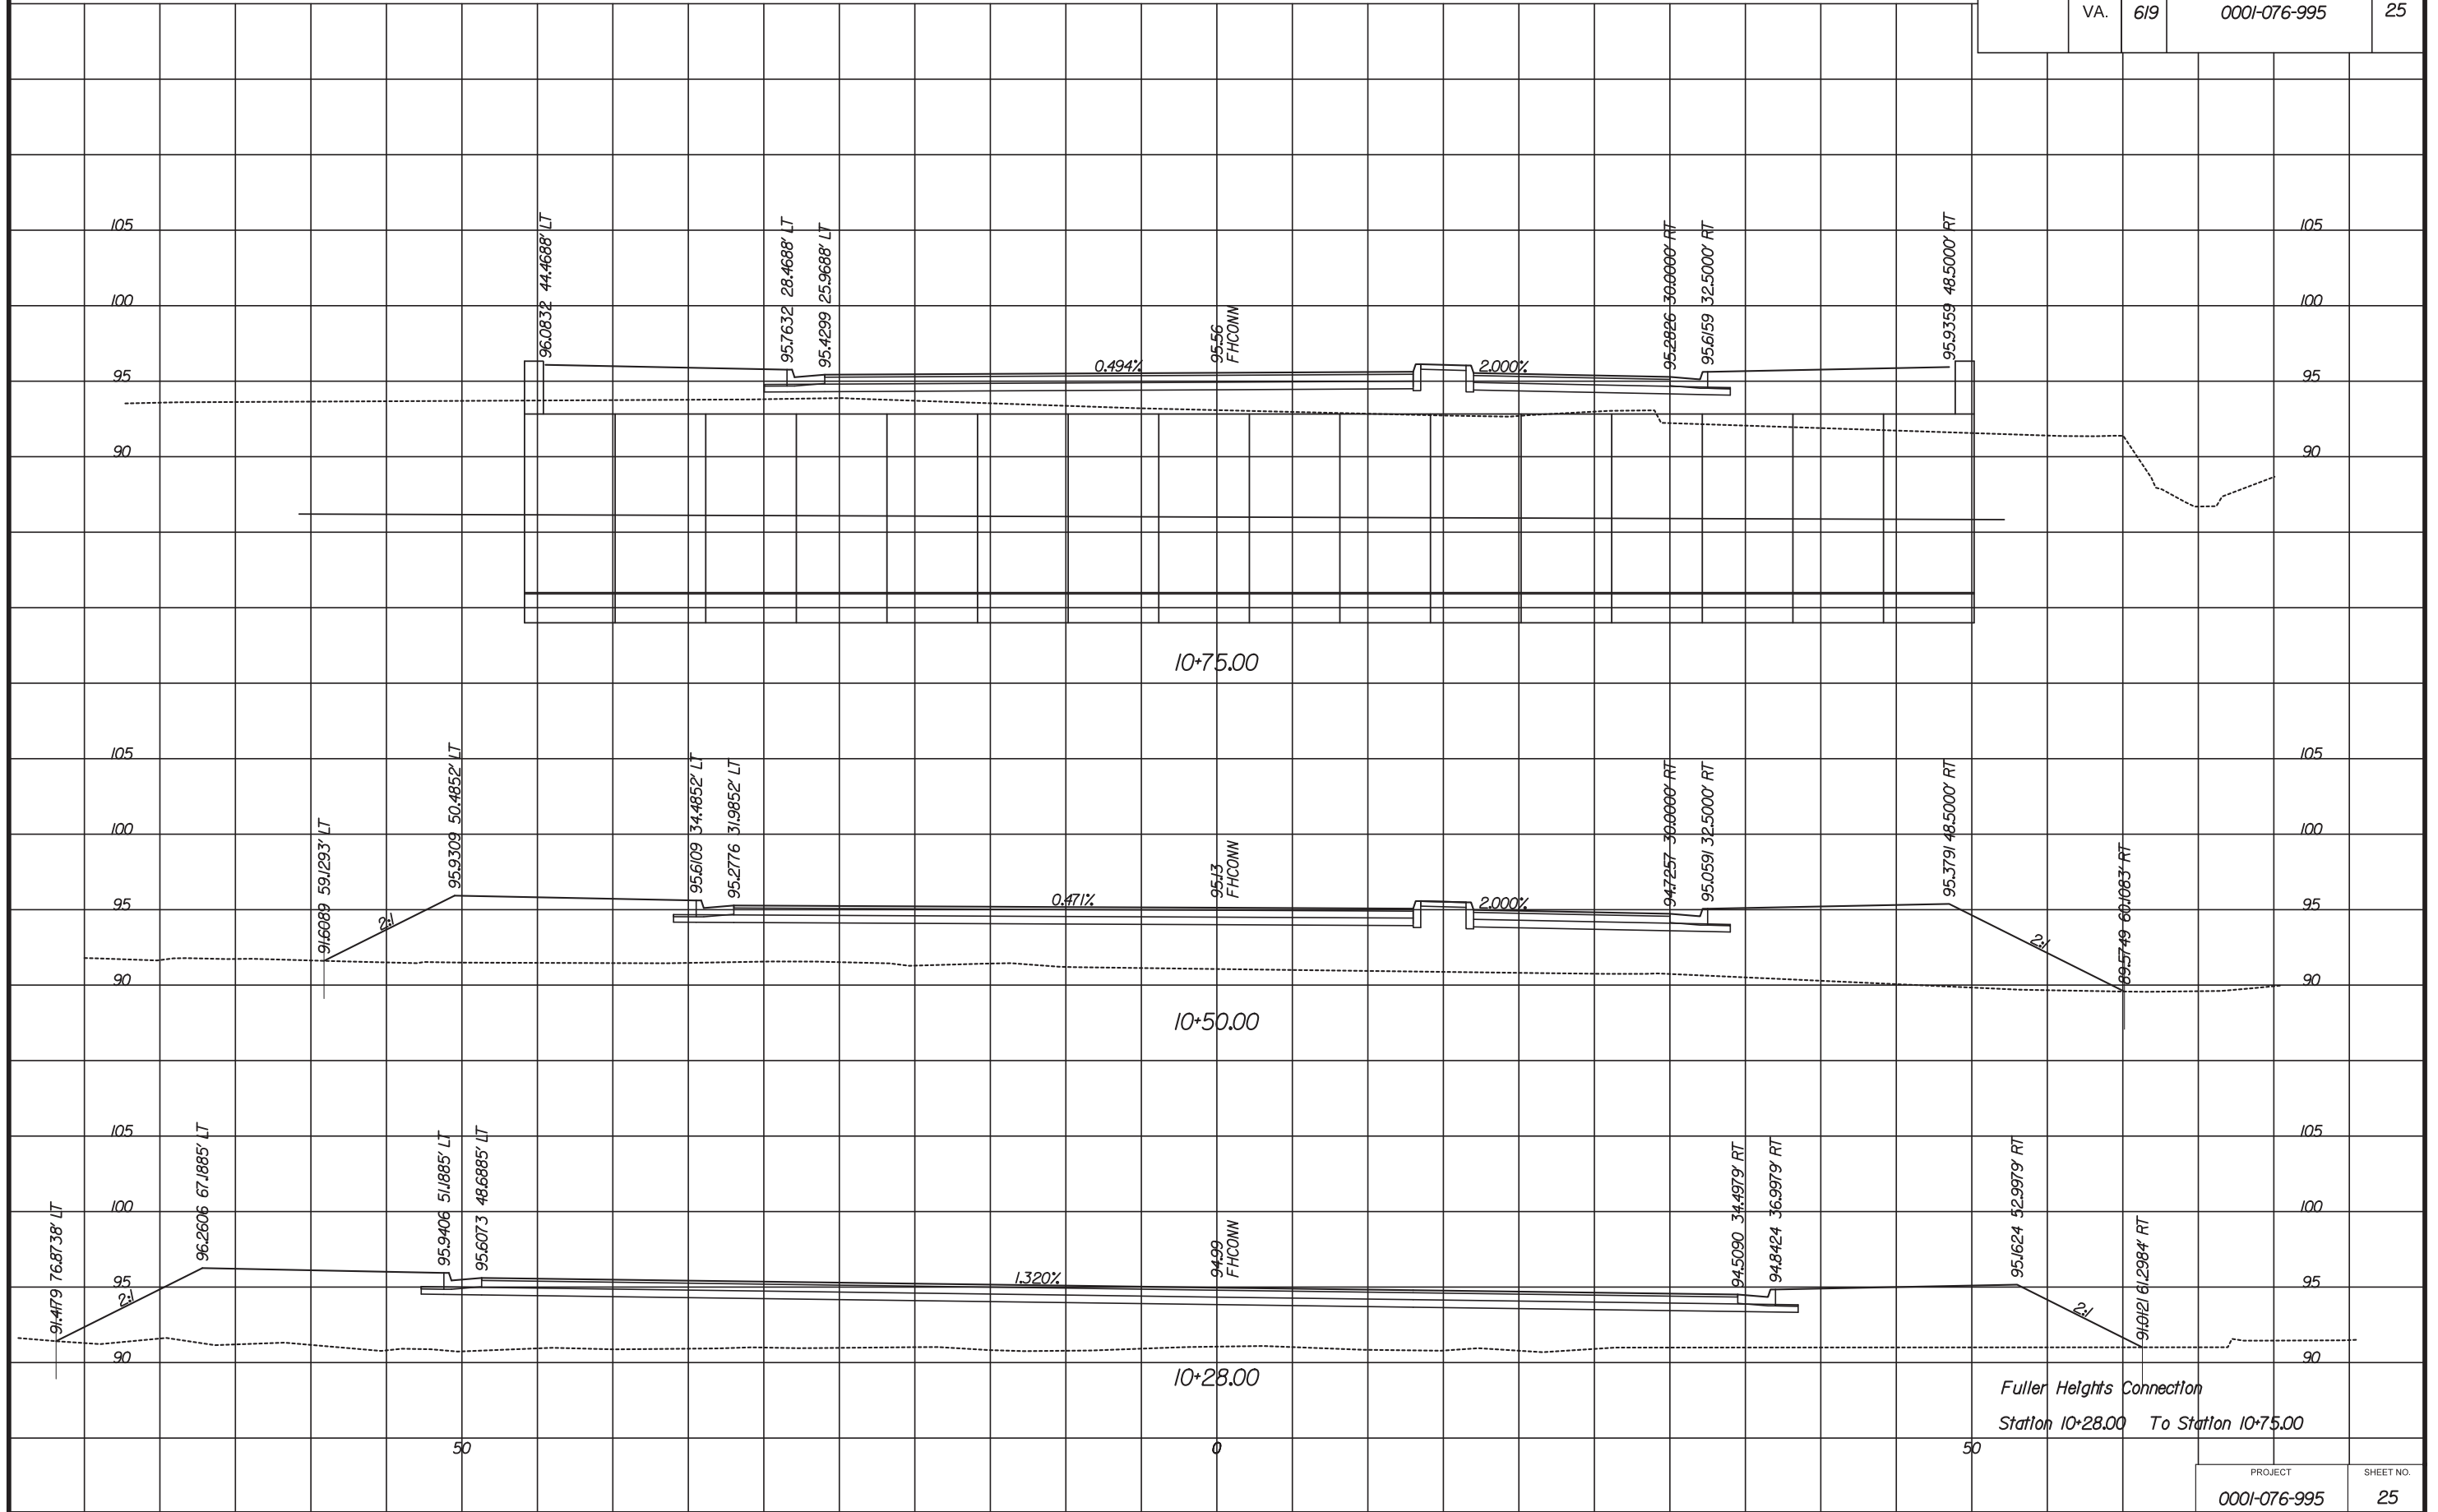 VA. 619 0001-076-995 25
105 105
100 100
95 95
90 90
96.0832 44.4688' LT
95.7632 28.4688' LT
95.4299 25.9688' LT
0.494%
95.56
FHCONN
2.000%
95.2826 30.0000' RT
95.6159 32.5000' RT
95.9359 48.5000' RT
10+75.00
105 105
100 100
95 95
90 90
91.6089 59.1293' LT
2:1
95.9309 50.4852' LT
95.6109 34.4852' LT
95.2776 31.9852' LT
0.471%
95.13
FHCONN
2.000%
94.7257 30.0000' RT
95.0591 32.5000' RT
95.3791 48.5000' RT
2:1
89.5749 60.1083' RT
10+50.00
105 105
100 100
95 95
90 90
91.4179 76.8738' LT
2:1
96.2606 67.1885' LT
95.9406 51.1885' LT
95.6073 48.6885' LT
1.320%
94.99
FHCONN
94.5090 34.4979' RT
94.8424 36.9979' RT
95.1624 52.9979' RT
2:1
91.0121 61.2984' RT
10+28.00
Fuller Heights Connection
Station 10+28.00 To Station 10+75.00
50 0 50
PROJECT SHEET NO.
0001-076-995 25